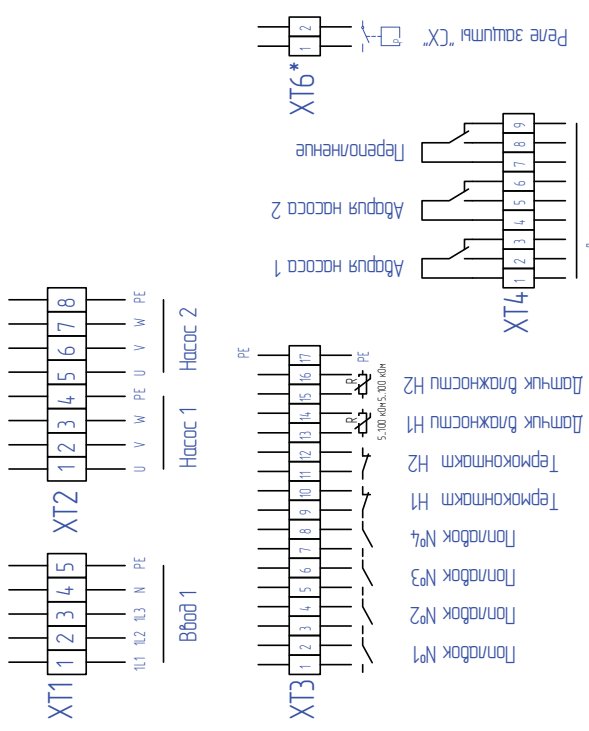 XT6*
1
2
Реле защиты "СХ"
P
XT4
1
2
3
4
5
6
7
8
9
Авария насоса 1
Авария насоса 2
Переполнение
XT2
1
2
3
4
5
6
7
8
U
V
W
PE
U
V
W
PE
Насос 1
Насос 2
XT1
1
2
3
4
5
1L1
1L2
1L3
N
PE
Ввод 1
XT3
1
2
3
4
5
6
7
8
9
10
11
12
13
14
15
16
17
Поплавок №1
Поплавок №2
Поплавок №3
Поплавок №4
Термоконтакт Н1
Термоконтакт Н2
Датчик влажности Н1
R
5..100 кОм
Датчик влажности Н2
R
5..100 кОм
PE
PE